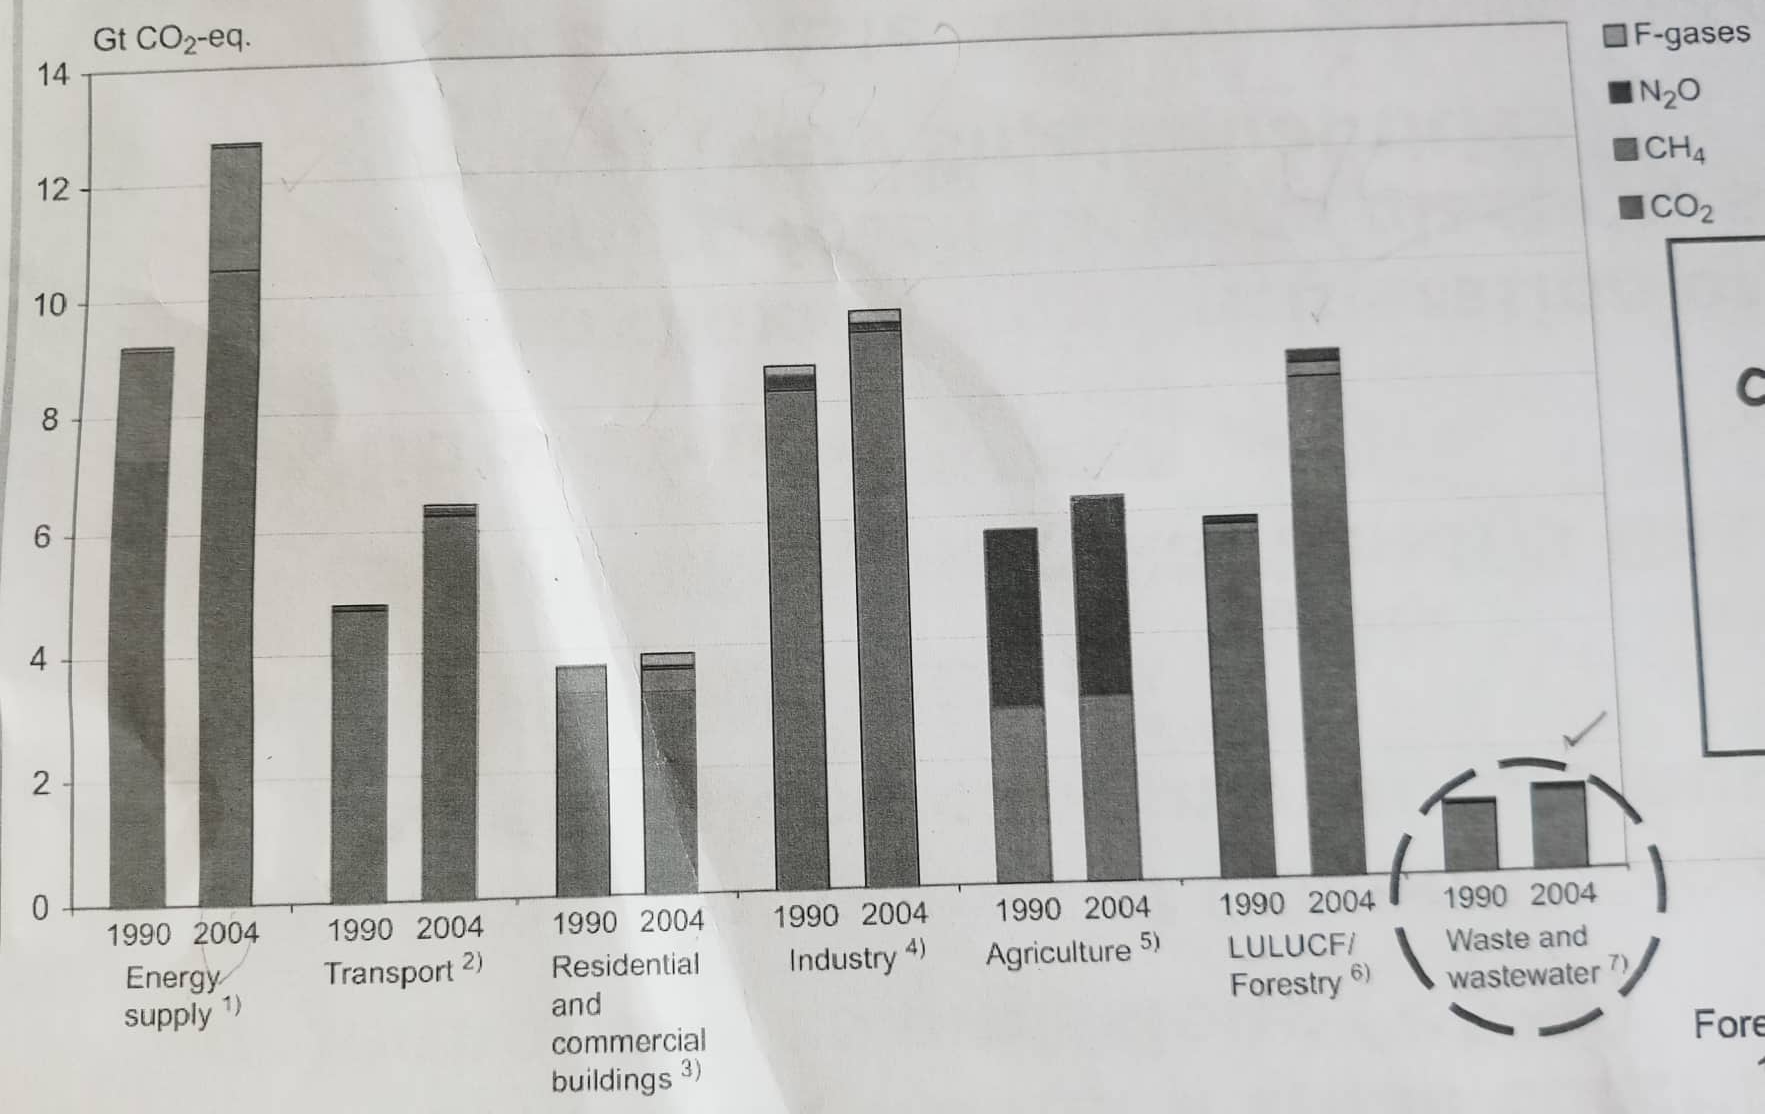 Gt CO₂-eq.
14
12
10
8
6
4
2
0
F-gases
N₂O
CH₄
CO₂
1990 2004
Energy
supply 1)
1990 2004
Transport 2)
1990 2004
Residential
and
commercial
buildings 3)
1990 2004
Industry 4)
1990 2004
Agriculture 5)
1990 2004
LULUCF/
Forestry 6)
1990 2004
Waste and
wastewater 7)